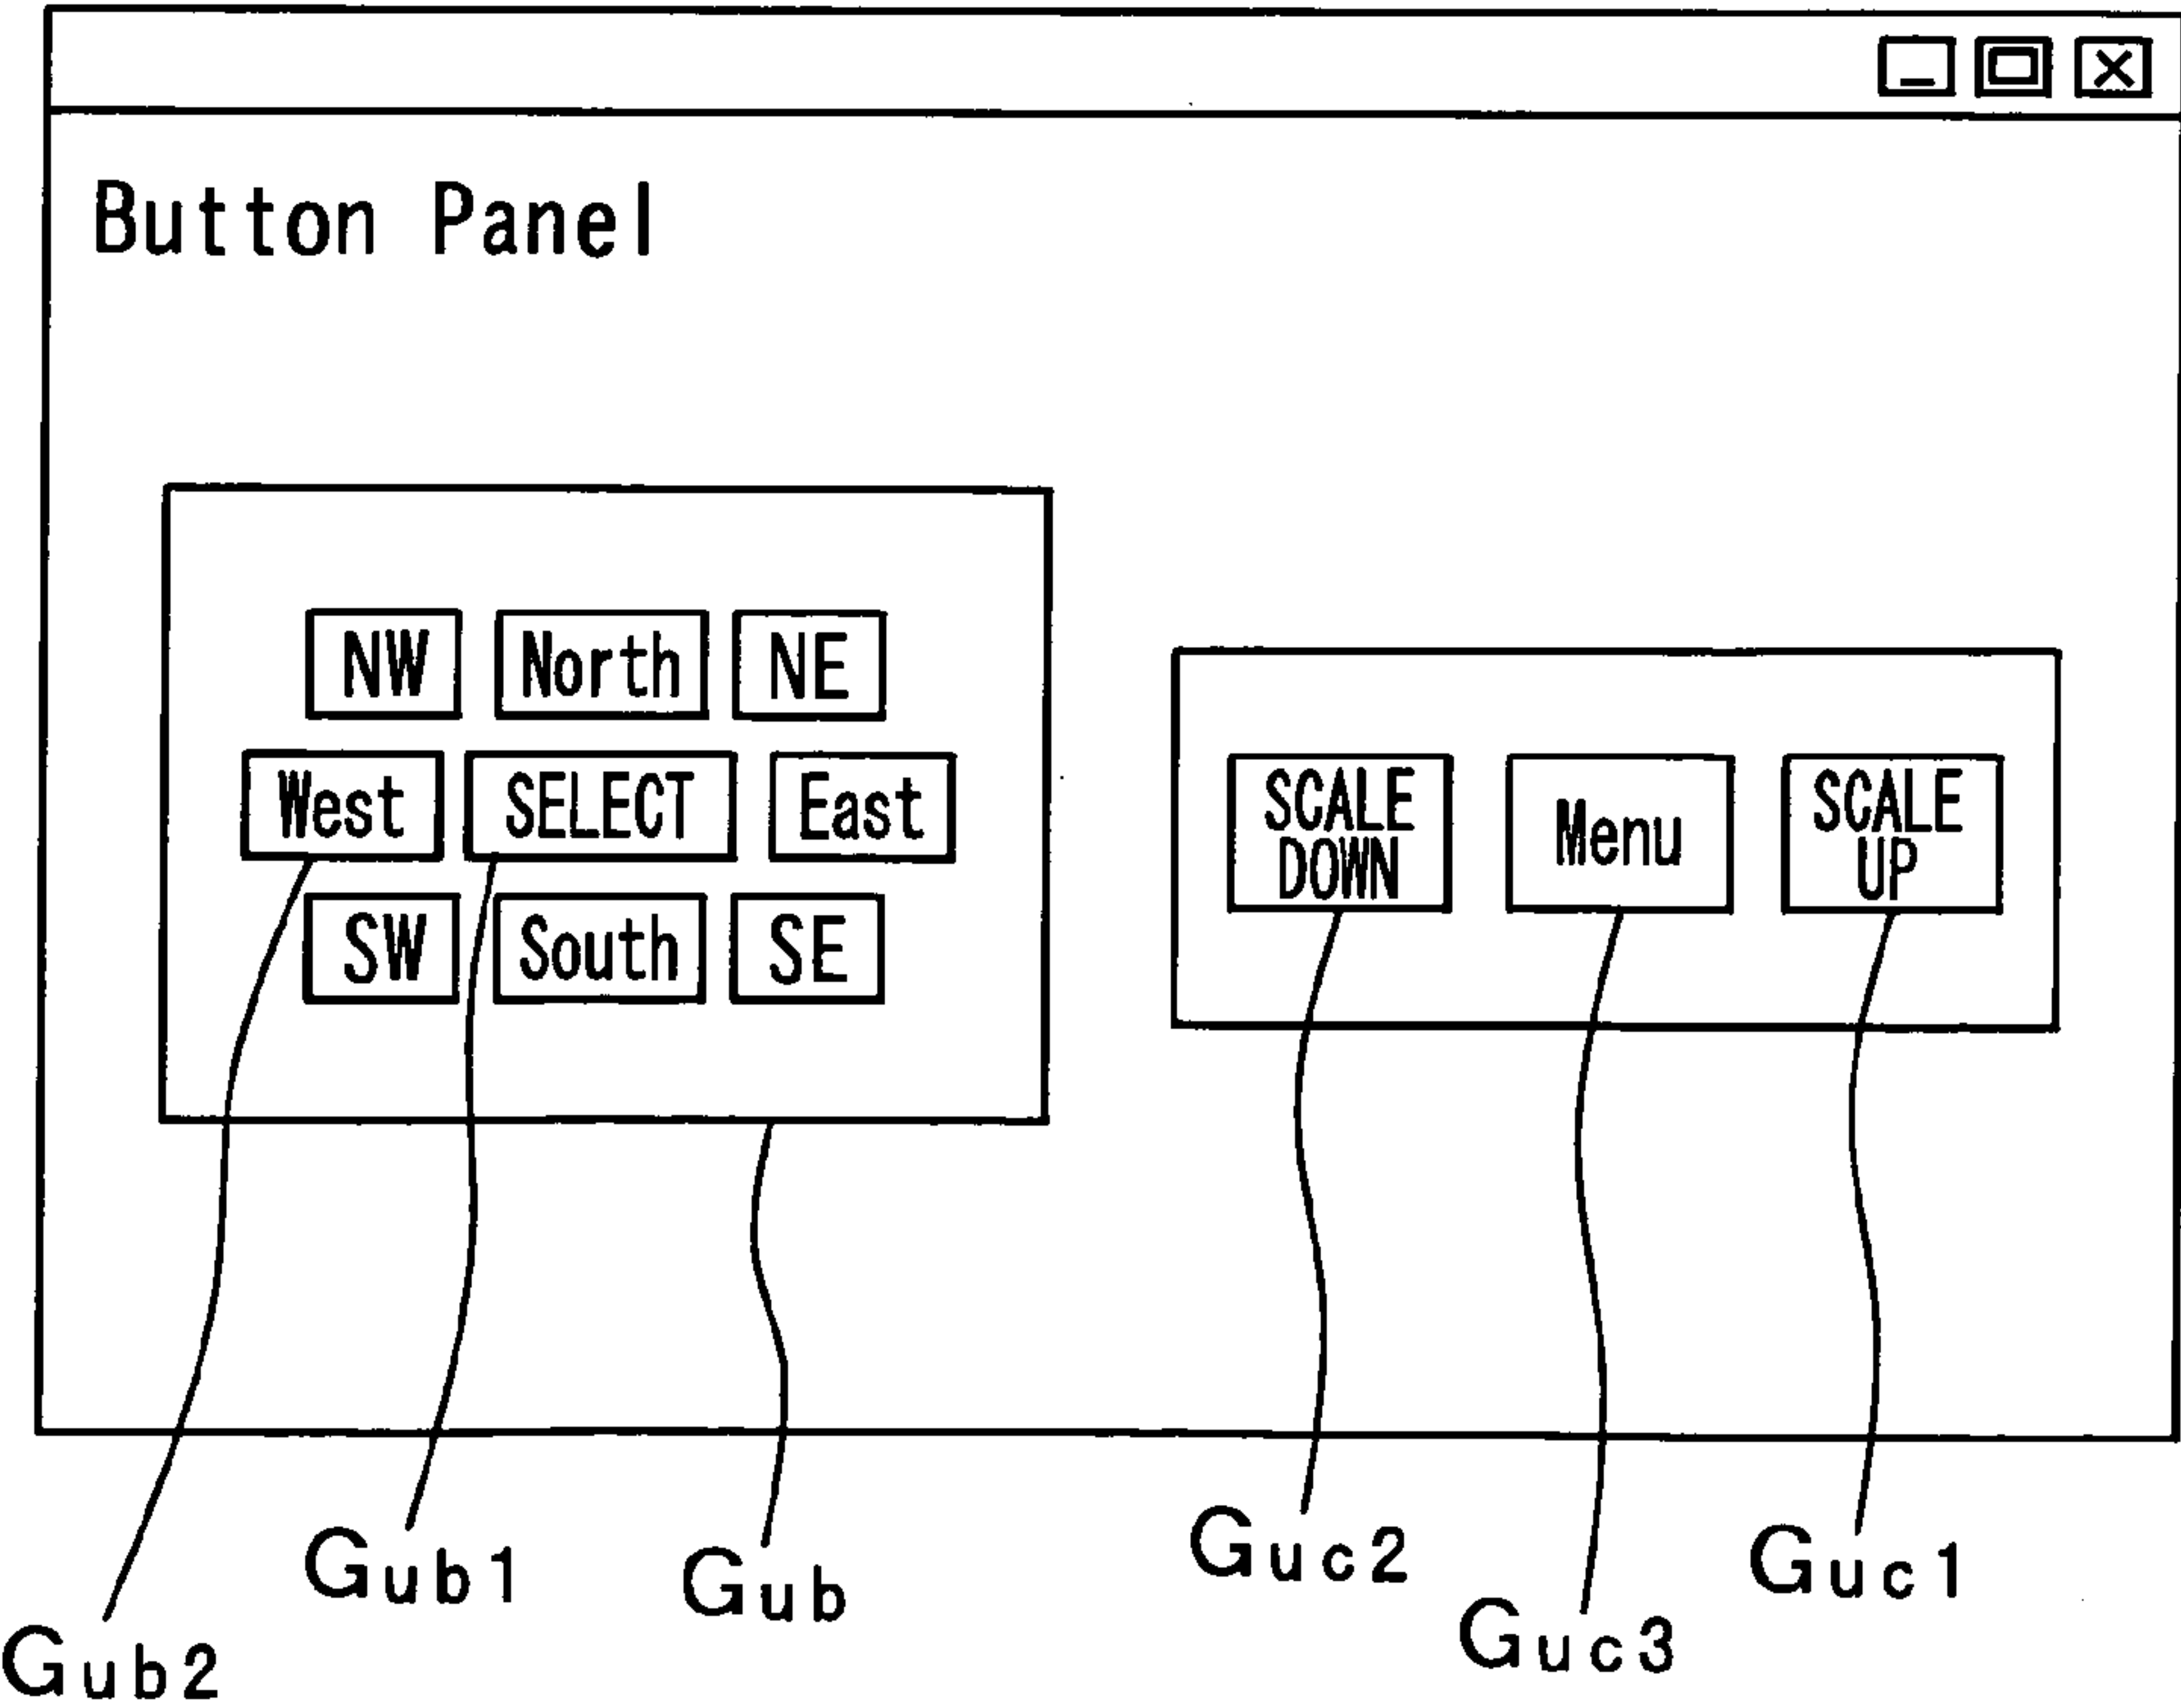 Button Panel
NW North NE
West SELECT East
SW South SE
SCALE DOWN
Menu
SCALE UP
Gub2
Gub1
Gub
Guc2
Guc3
Guc1